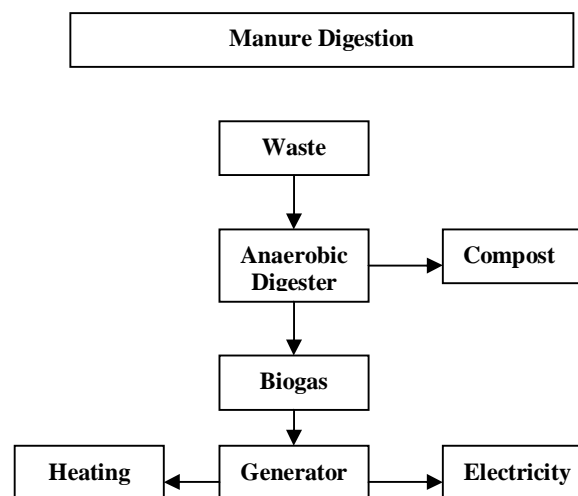 Manure Digestion
Waste
Anaerobic
Digester
Compost
Biogas
Heating
Generator
Electricity